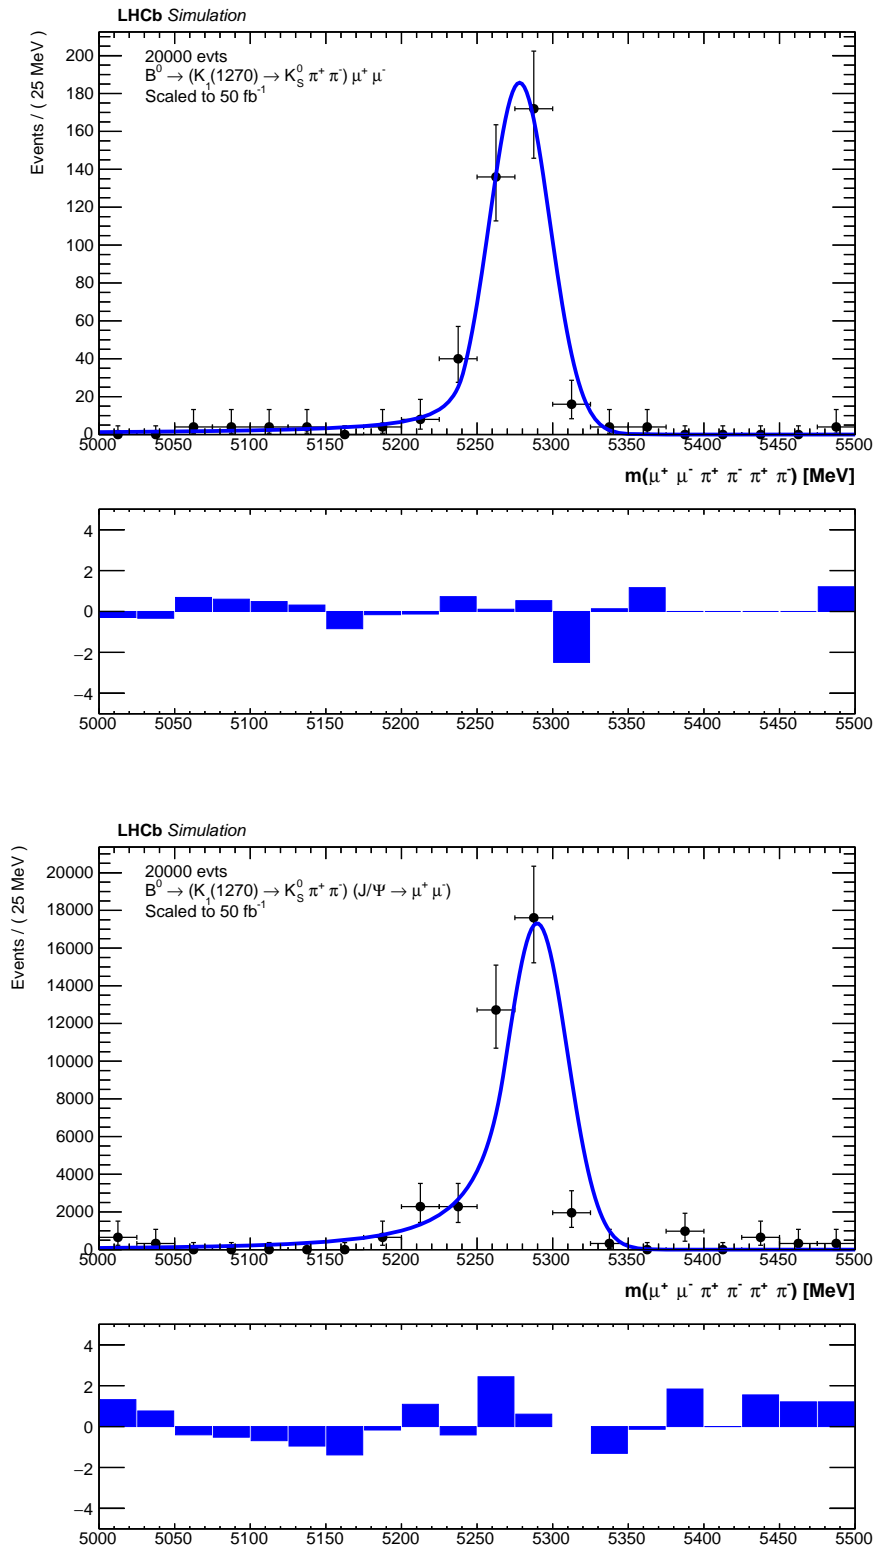 LHCb Simulation
20000 evts
B⁰ → (K₁(1270) → K_S⁰ π⁺ π⁻) μ⁺ μ⁻
Scaled to 50 fb⁻¹
Events / ( 25 MeV )
200
180
160
140
120
100
80
60
40
20
0
5000 5050 5100 5150 5200 5250 5300 5350 5400 5450 5500
m(μ⁺ μ⁻ π⁺ π⁻ π⁺ π⁻) [MeV]
4
2
0
−2
−4
5000 5050 5100 5150 5200 5250 5300 5350 5400 5450 5500
LHCb Simulation
20000 evts
B⁰ → (K₁(1270) → K_S⁰ π⁺ π⁻) (J/Ψ → μ⁺ μ⁻)
Scaled to 50 fb⁻¹
Events / ( 25 MeV )
20000
18000
16000
14000
12000
10000
8000
6000
4000
2000
0
5000 5050 5100 5150 5200 5250 5300 5350 5400 5450 5500
m(μ⁺ μ⁻ π⁺ π⁻ π⁺ π⁻) [MeV]
4
2
0
−2
−4
5000 5050 5100 5150 5200 5250 5300 5350 5400 5450 5500